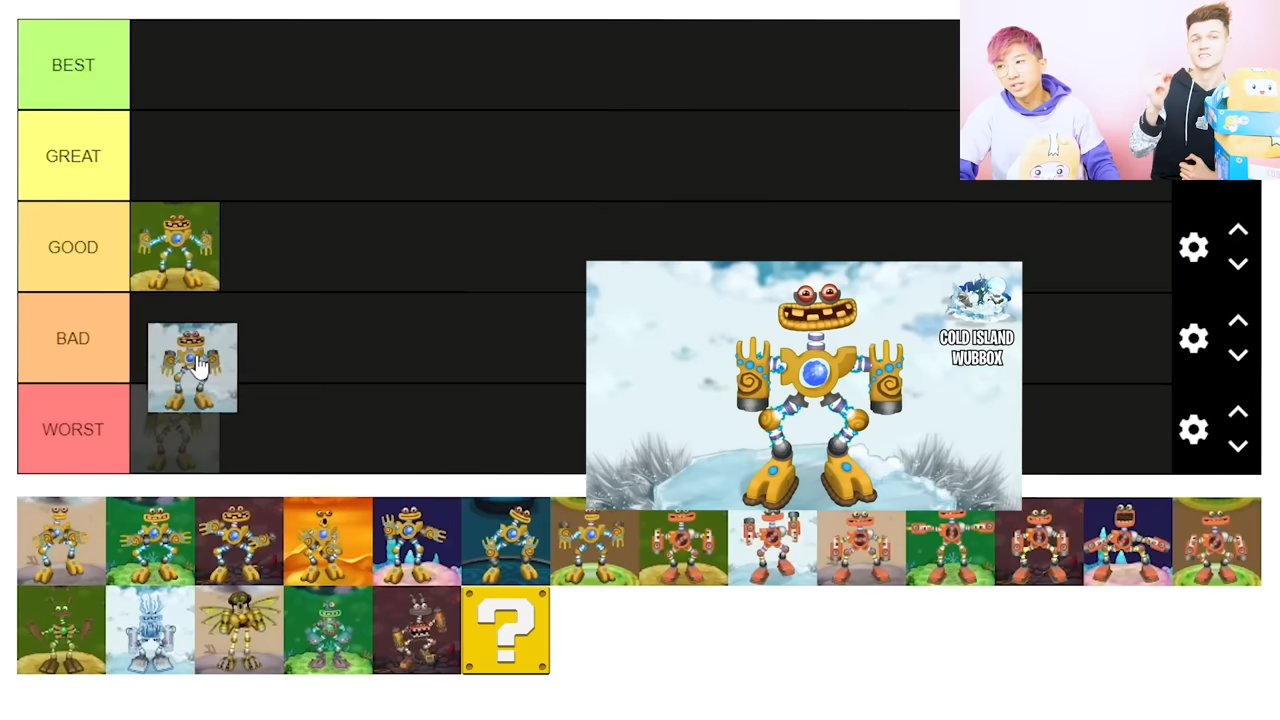 BEST
GREAT
GOOD
BAD
WORST
COLD ISLAND
WUBBOX
?